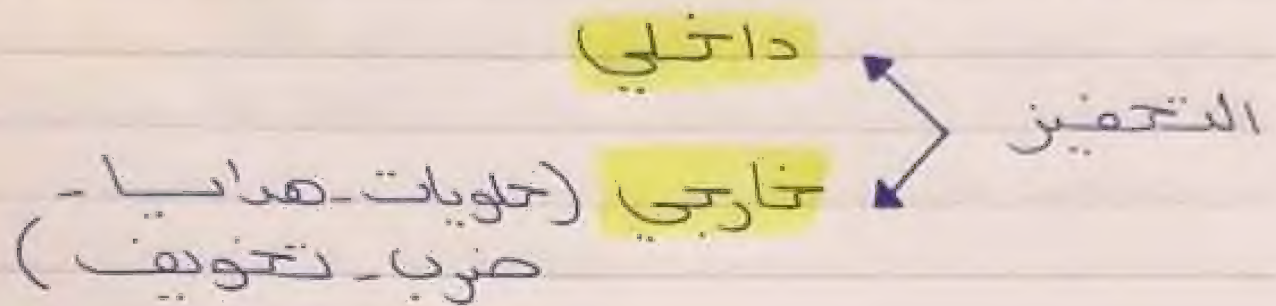 داخلي
التحفيز
خارجي (حلويات - هدايا -
ضرب - تخويف)